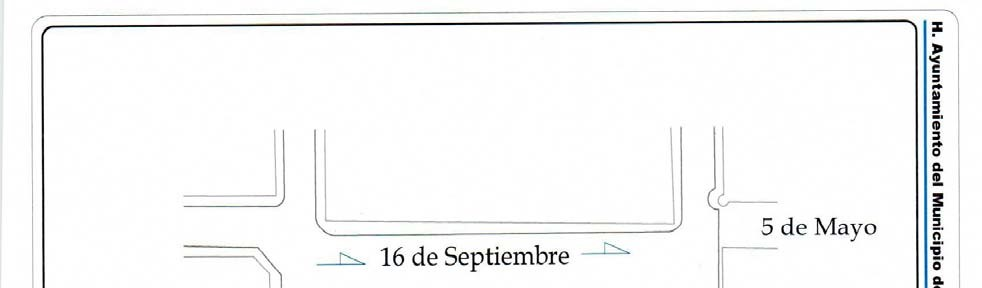 H. Ayuntamiento del Municipio
5 de Mayo
16 de Septiembre